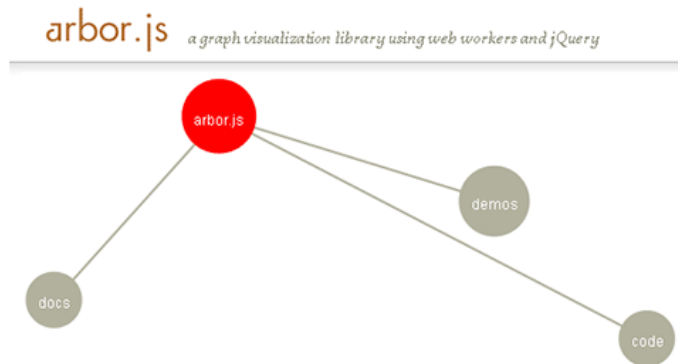 arbor.js a graph visualization library using web workers and jQuery
arbor.js
demos
docs
code